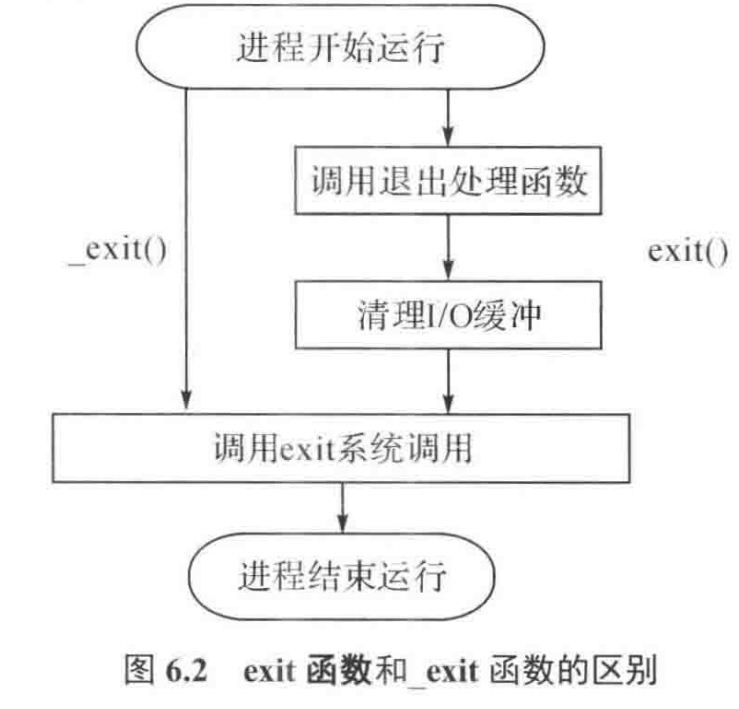 进程开始运行
调用退出处理函数
_exit()
exit()
清理I/O缓冲
调用exit系统调用
进程结束运行
图 6.2 exit 函数和_exit 函数的区别